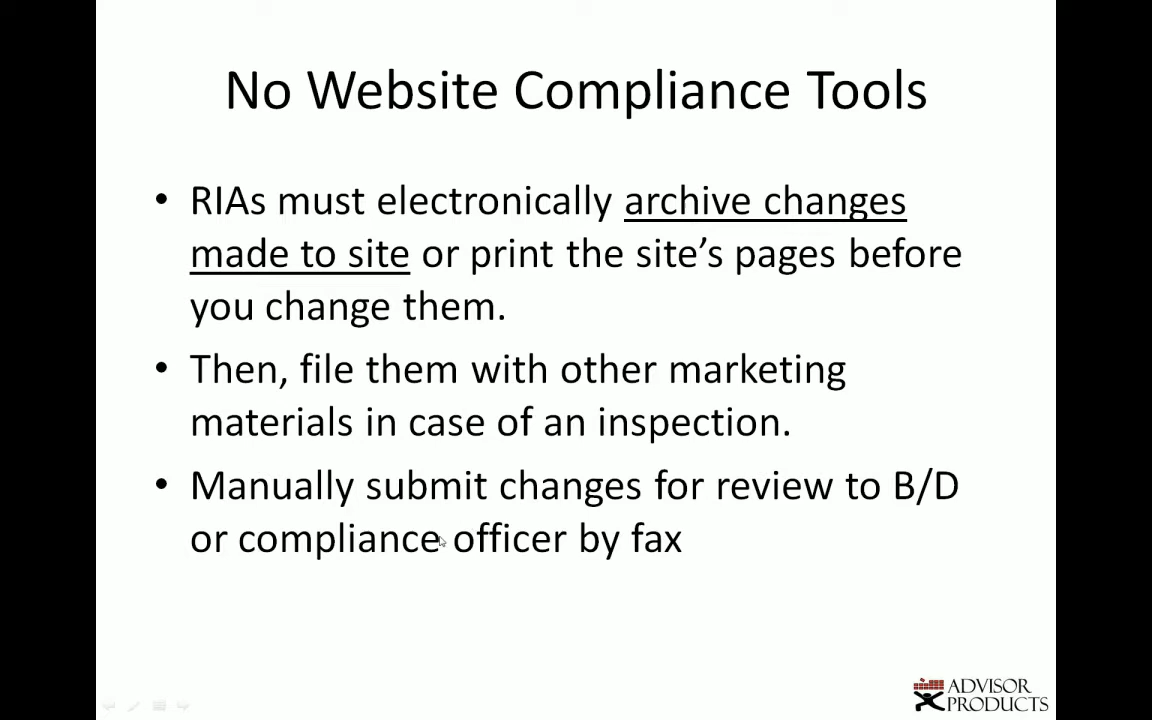 No Website Compliance Tools
• RIAs must electronically archive changes
made to site or print the site’s pages before
you change them.
• Then, file them with other marketing
materials in case of an inspection.
• Manually submit changes for review to B/D
or compliance officer by fax
ADVISOR
PRODUCTS